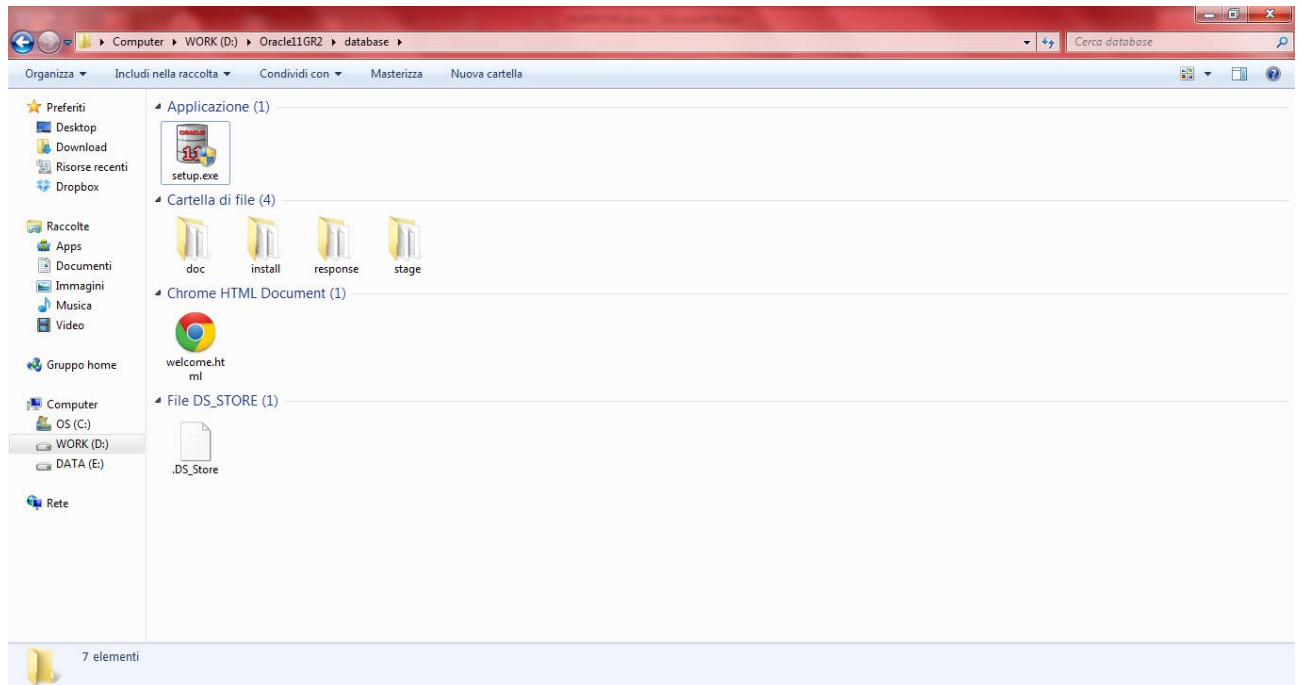 Computer WORK (D:) Oracle11GR2 database
Cerca database
Organizza Includi nella raccolta Condividi con Masterizza Nuova cartella
Preferiti
Desktop
Download
Risorse recenti
Dropbox
Raccolte
Apps
Documenti
Immagini
Musica
Video
Gruppo home
Computer
OS (C:)
WORK (D:)
DATA (E:)
Rete
Applicazione (1)
ORACLE
11
setup.exe
Cartella di file (4)
doc install response stage
Chrome HTML Document (1)
welcome.ht
ml
File DS_STORE (1)
.DS_Store
7 elementi